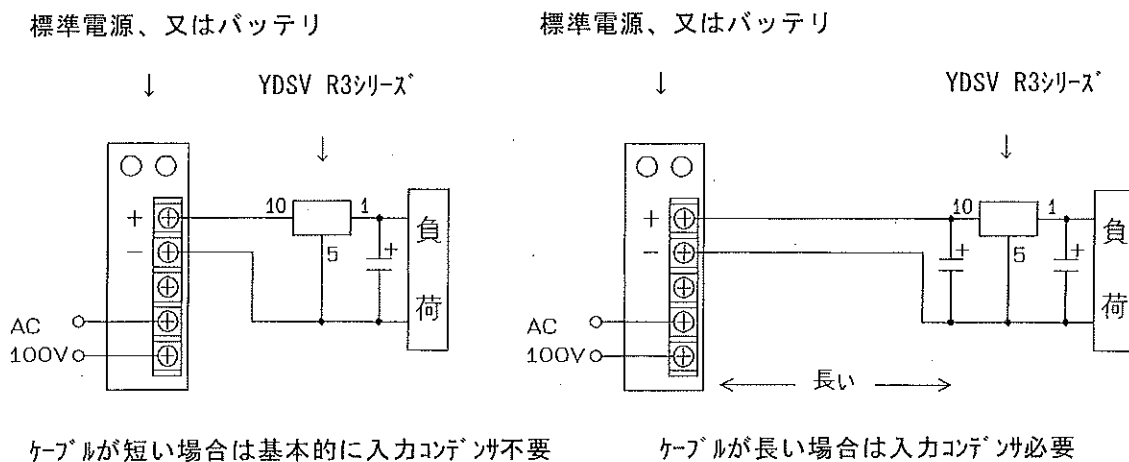 標準電源、又はバッテリ
↓
YDSV R3ｼﾘｰｽﾞ
↓
+
-
10
1
5
+
負荷
AC
100V
ｹｰﾌﾞﾙが短い場合は基本的に入力ｺﾝﾃﾞﾝｻ不要
標準電源、又はバッテリ
↓
YDSV R3ｼﾘｰｽﾞ
↓
+
-
10
1
5
+
+
負荷
AC
100V
← 長い →
ｹｰﾌﾞﾙが長い場合は入力ｺﾝﾃﾞﾝｻ必要